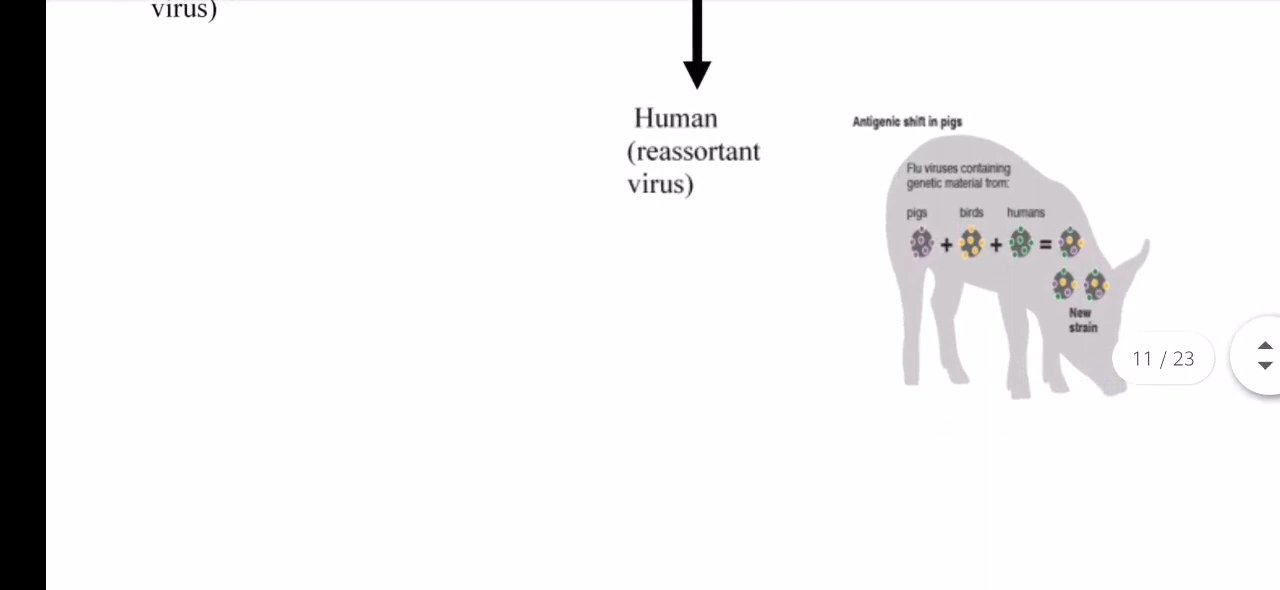 virus)
Human
(reassortant
virus)
Antigenic shift in pigs
Flu viruses containing
genetic material from:
pigs birds humans
+ + =
New
strain
11 / 23